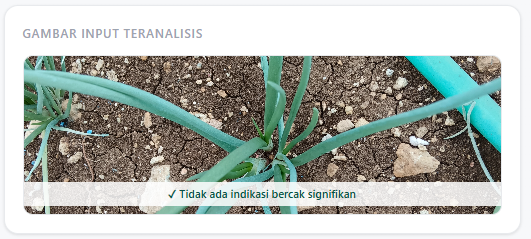 GAMBAR INPUT TERANALISIS
✓ Tidak ada indikasi bercak signifikan